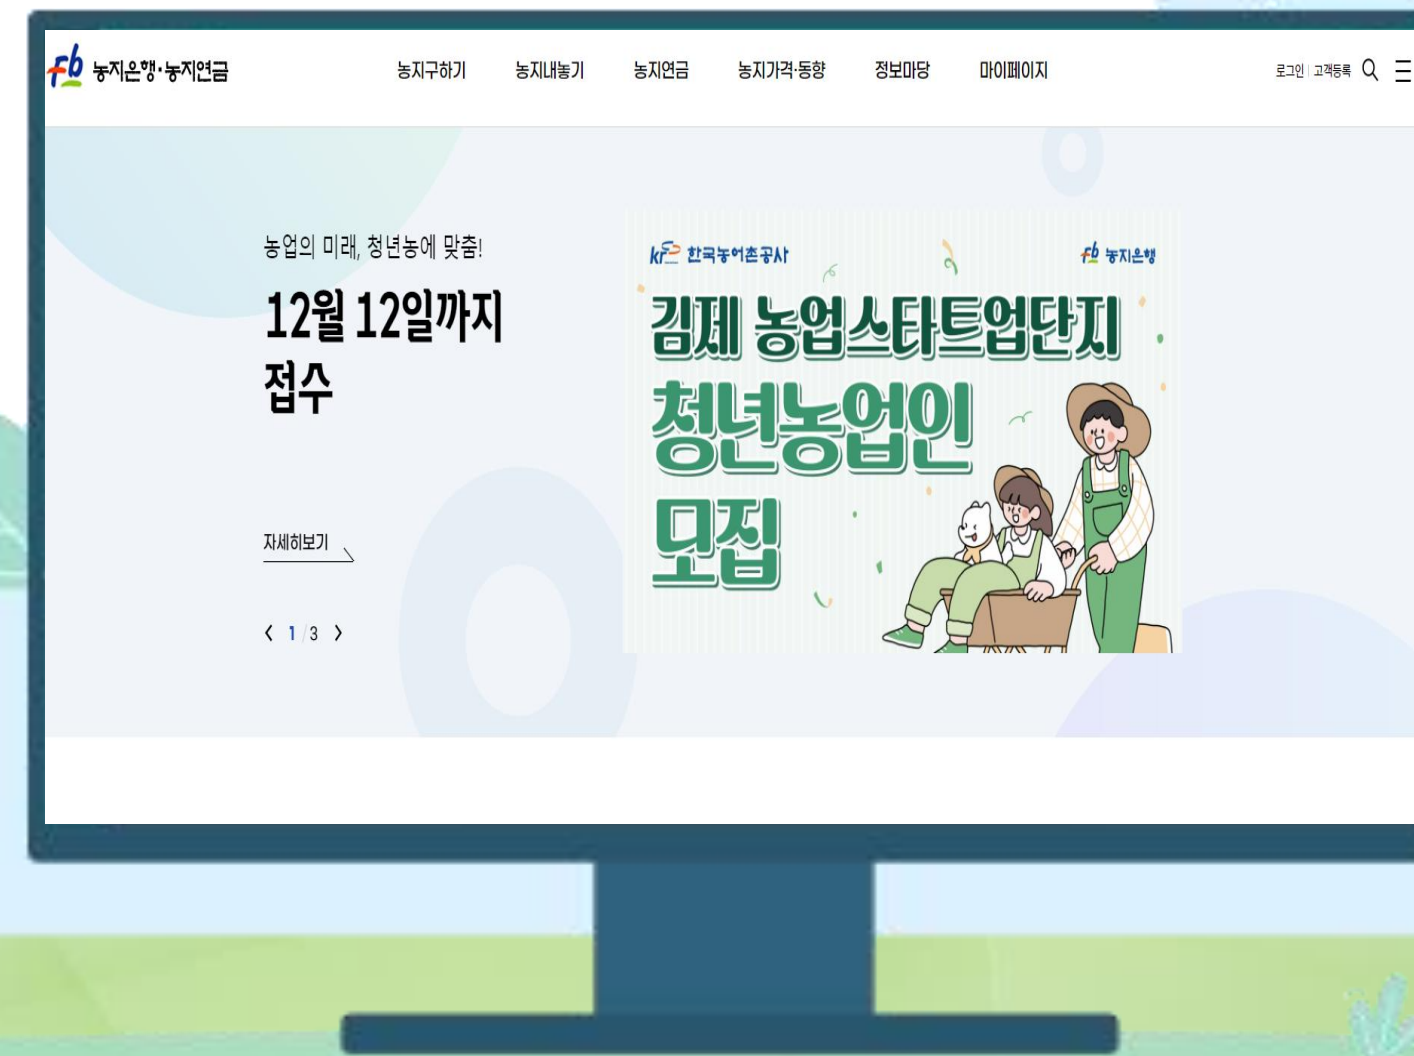 fb 농지은행·농지연금
농지구하기 농지내놓기 농지연금 농지가격·동향 정보마당 마이페이지
로그인 | 고객등록
농업의 미래, 청년농에 맞춤!
12월 12일까지
접수
자세히보기
1 / 3
kr 한국농어촌공사
fb 농지은행
김제 농업스타트업단지
청년농업인
모집